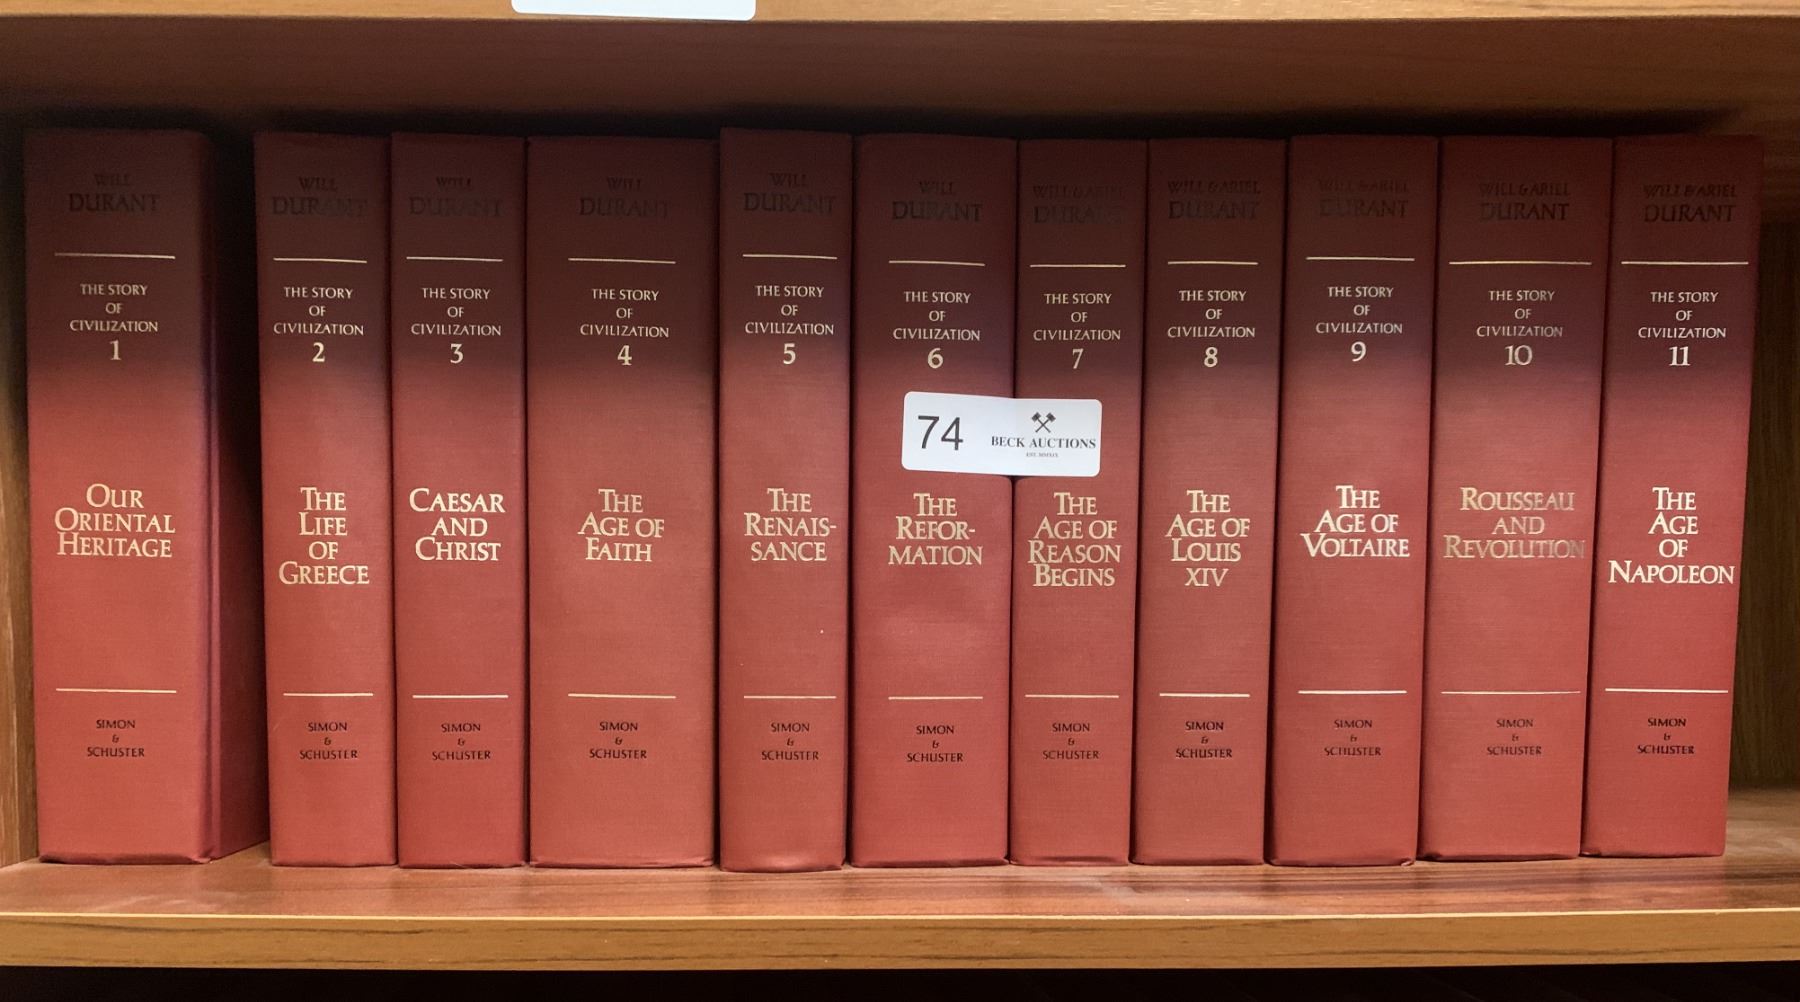 WILL
DURANT
THE STORY
OF
CIVILIZATION
1
OUR
ORIENTAL
HERITAGE
SIMON
&
SCHUSTER
WILL
DURANT
THE STORY
OF
CIVILIZATION
2
THE
LIFE
OF
GREECE
SIMON
&
SCHUSTER
WILL
DURANT
THE STORY
OF
CIVILIZATION
3
CAESAR
AND
CHRIST
SIMON
&
SCHUSTER
WILL
DURANT
THE STORY
OF
CIVILIZATION
4
THE
AGE OF
FAITH
SIMON
&
SCHUSTER
WILL
DURANT
THE STORY
OF
CIVILIZATION
5
THE
RENAIS-
SANCE
SIMON
&
SCHUSTER
WILL
DURANT
THE STORY
OF
CIVILIZATION
6
THE
REFOR-
MATION
SIMON
&
SCHUSTER
WILL & ARIEL
DURANT
THE STORY
OF
CIVILIZATION
7
THE
AGE OF
REASON
BEGINS
SIMON
&
SCHUSTER
WILL & ARIEL
DURANT
THE STORY
OF
CIVILIZATION
8
THE
AGE OF
LOUIS
XIV
SIMON
&
SCHUSTER
WILL & ARIEL
DURANT
THE STORY
OF
CIVILIZATION
9
THE
AGE OF
VOLTAIRE
SIMON
&
SCHUSTER
WILL & ARIEL
DURANT
THE STORY
OF
CIVILIZATION
10
ROUSSEAU
AND
REVOLUTION
SIMON
&
SCHUSTER
WILL & ARIEL
DURANT
THE STORY
OF
CIVILIZATION
11
THE
AGE
OF
NAPOLEON
SIMON
&
SCHUSTER
74
BECK AUCTIONS
EST. MMXIX